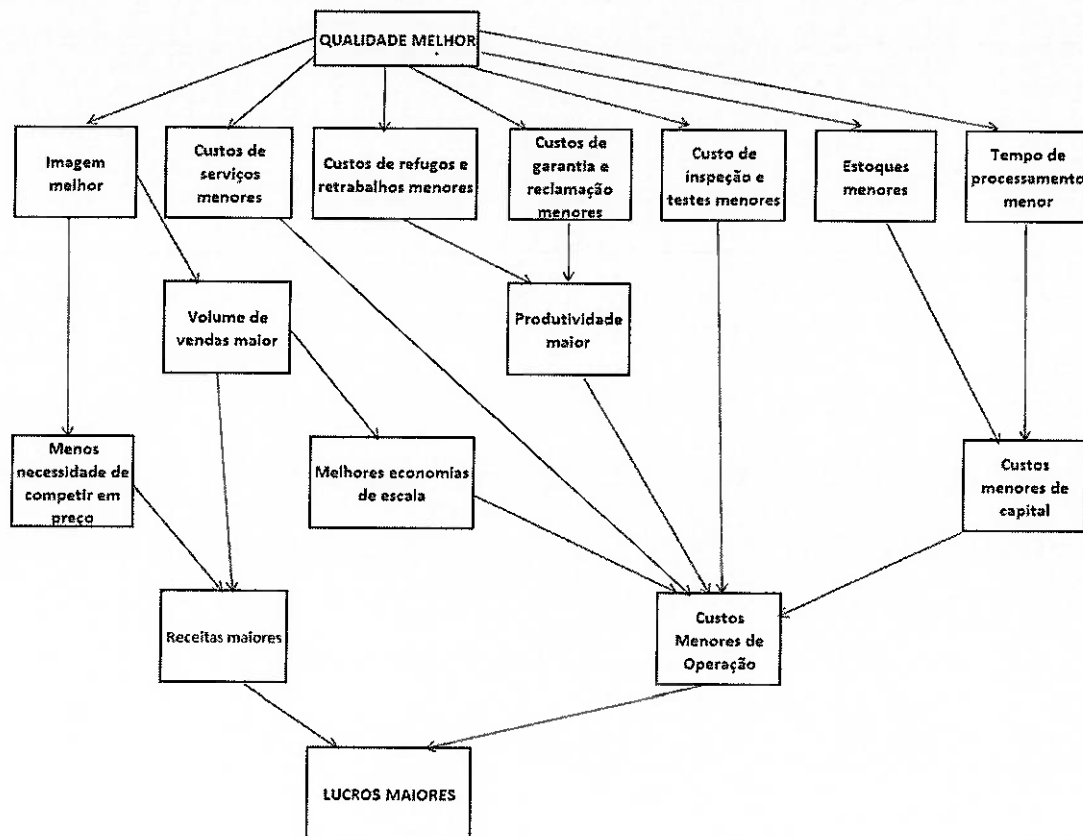 QUALIDADE MELHOR
Imagem
melhor
Custos de
serviços
menores
Custos de refugos e
retrabalhos menores
Custos de
garantia e
reclamação
menores
Custo de
inspeção e
testes menores
Estoques
menores
Tempo de
processamento
menor
Volume de
vendas maior
Produtividade
maior
Menos
necessidade de
competir em
preço
Melhores economias
de escala
Custos
menores de
capital
Receitas maiores
Custos
Menores de
Operação
LUCROS MAIORES